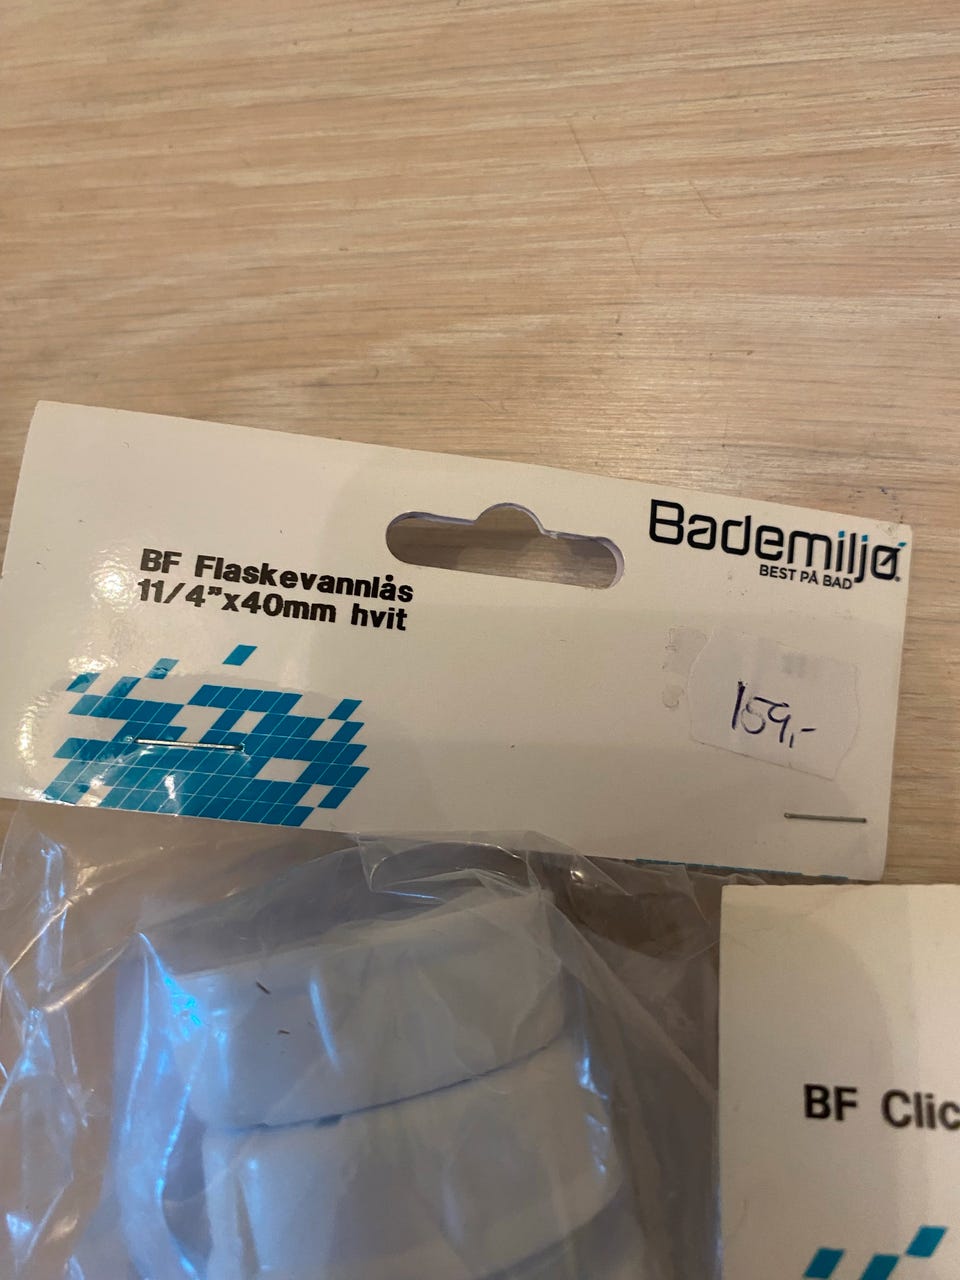 Bademiljø
BEST PÅ BAD
BF Flaskevannlås
11/4"x40mm hvit
159,-
BF Clic